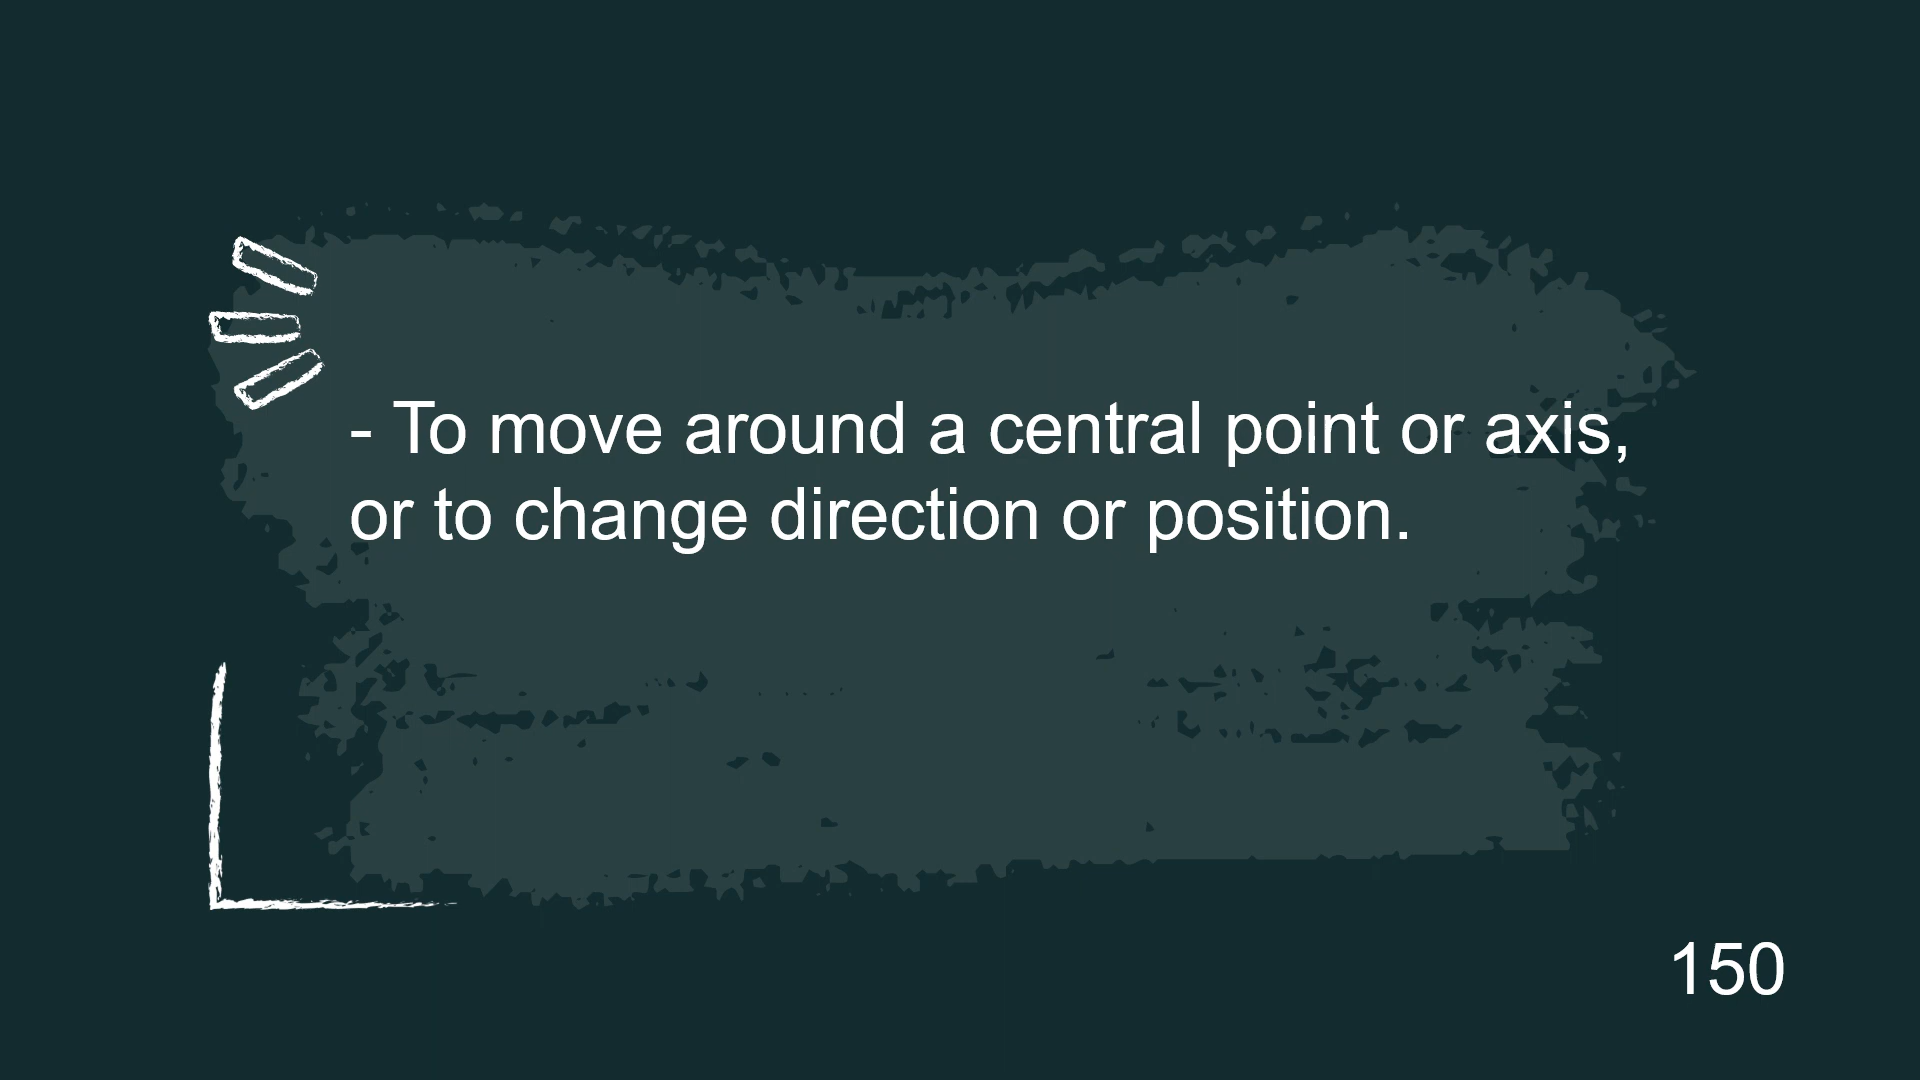 - To move around a central point or axis,
or to change direction or position.
150